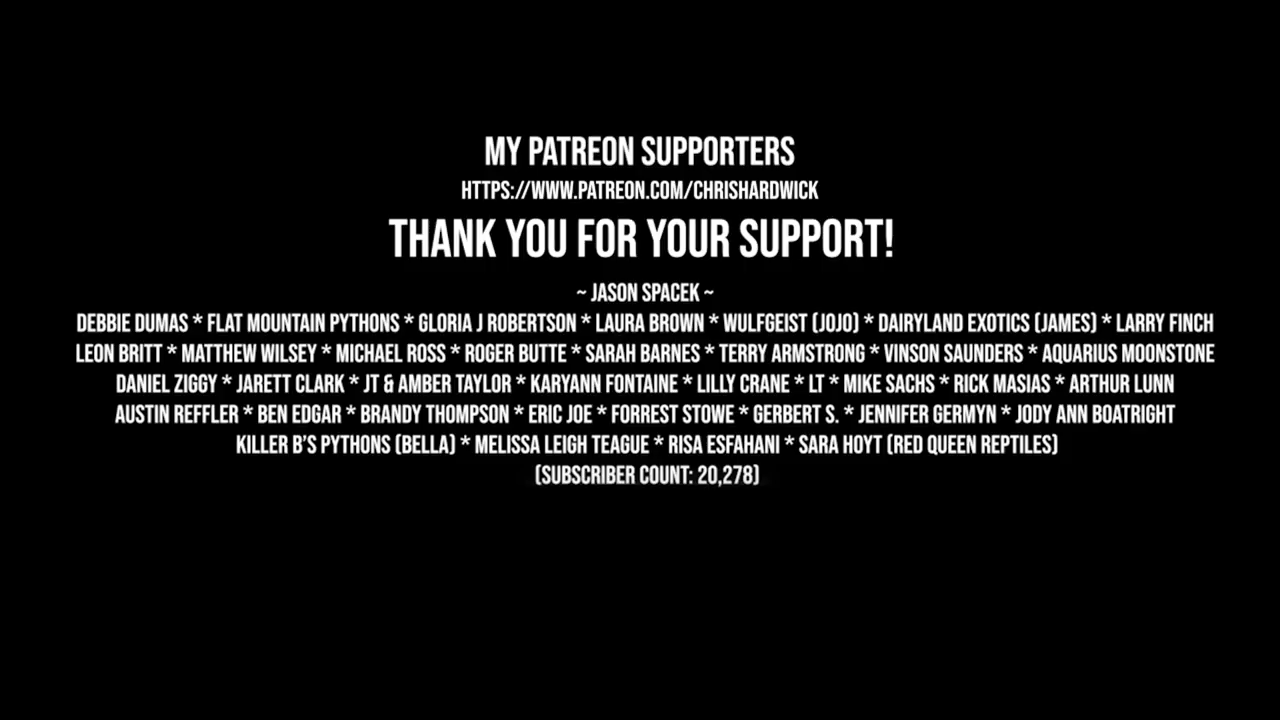 MY PATREON SUPPORTERS
HTTPS://WWW.PATREON.COM/CHRISHARDWICK
THANK YOU FOR YOUR SUPPORT!
~ JASON SPACEK ~
DEBBIE DUMAS * FLAT MOUNTAIN PYTHONS * GLORIA J ROBERTSON * LAURA BROWN * WULFGEIST (JOJO) * DAIRYLAND EXOTICS (JAMES) * LARRY FINCH
LEON BRITT * MATTHEW WILSEY * MICHAEL ROSS * ROGER BUTTE * SARAH BARNES * TERRY ARMSTRONG * VINSON SAUNDERS * AQUARIUS MOONSTONE
DANIEL ZIGGY * JARETT CLARK * JT & AMBER TAYLOR * KARYANN FONTAINE * LILLY CRANE * LT * MIKE SACHS * RICK MASIAS * ARTHUR LUNN
AUSTIN REFFLER * BEN EDGAR * BRANDY THOMPSON * ERIC JOE * FORREST STOWE * GERBERT S. * JENNIFER GERMYN * JODY ANN BOATRIGHT
KILLER B'S PYTHONS (BELLA) * MELISSA LEIGH TEAGUE * RISA ESFAHANI * SARA HOYT (RED QUEEN REPTILES)
(SUBSCRIBER COUNT: 20,278)